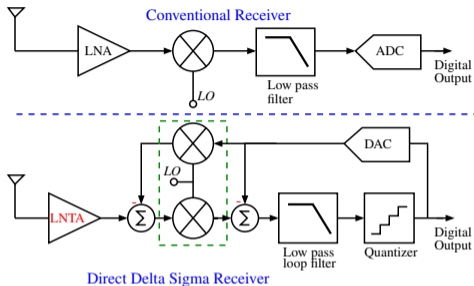 Conventional Receiver
LNA
ADC
Digital
Output
Low pass
filter
LO
DAC
LO
-
-
LNTA
Σ
Σ
Low pass
loop filter
Quantizer
Digital
Output
Direct Delta Sigma Receiver